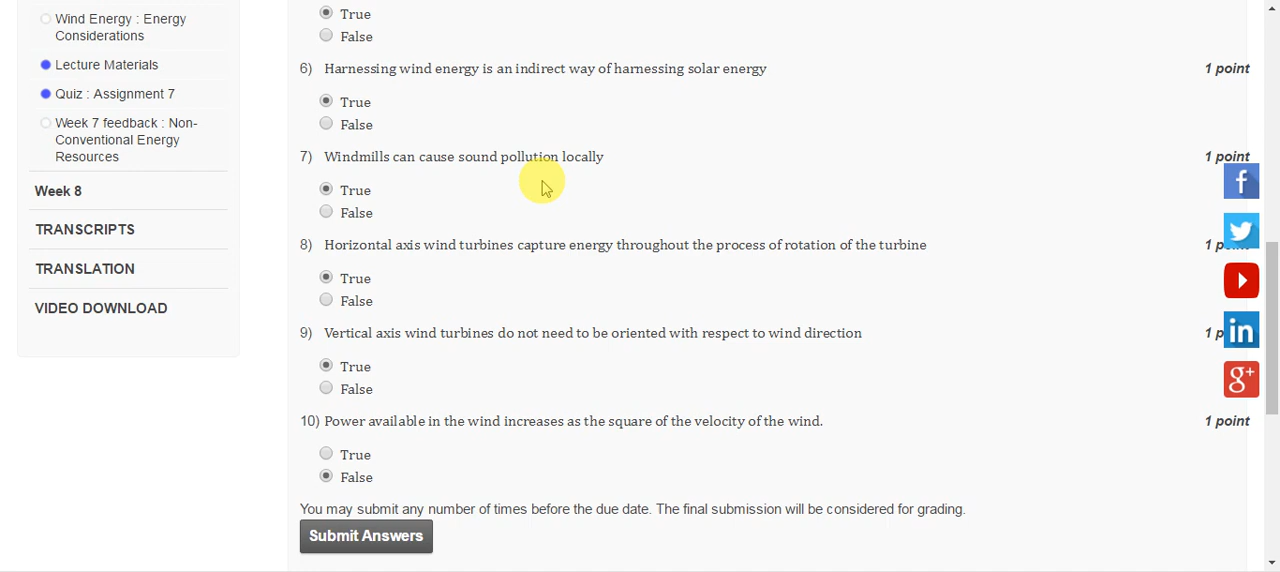 Wind Energy : Energy
Considerations
Lecture Materials
Quiz : Assignment 7
Week 7 feedback : Non-
Conventional Energy
Resources
Week 8
TRANSCRIPTS
TRANSLATION
VIDEO DOWNLOAD
True
False
6) Harnessing wind energy is an indirect way of harnessing solar energy 1 point
True
False
7) Windmills can cause sound pollution locally 1 point
True
False
8) Horizontal axis wind turbines capture energy throughout the process of rotation of the turbine 1 point
True
False
9) Vertical axis wind turbines do not need to be oriented with respect to wind direction 1 p
True
False
10) Power available in the wind increases as the square of the velocity of the wind. 1 point
True
False
You may submit any number of times before the due date. The final submission will be considered for grading.
Submit Answers
f
in
g+